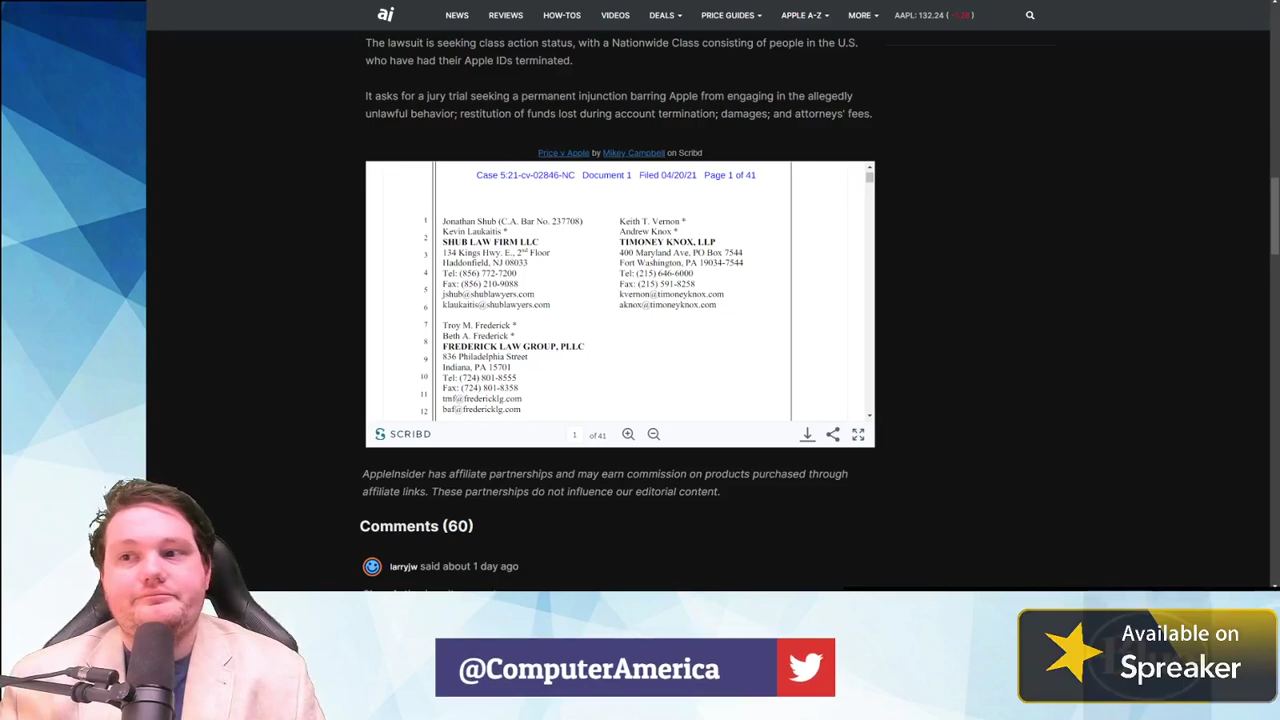 ai NEWS REVIEWS HOW-TOS VIDEOS DEALS PRICE GUIDES APPLE A-Z MORE AAPL: 132.24 ( -1.28 )
The lawsuit is seeking class action status, with a Nationwide Class consisting of people in the U.S.
who have had their Apple IDs terminated.
It asks for a jury trial seeking a permanent injunction barring Apple from engaging in the allegedly
unlawful behavior; restitution of funds lost during account termination; damages; and attorneys' fees.
Price v Apple by Mikey Campbell on Scribd
Case 5:21-cv-02846-NC Document 1 Filed 04/20/21 Page 1 of 41
1
2
3
4
5
6
7
8
9
10
11
12
Jonathan Shub (C.A. Bar No. 237708)
Kevin Laukaitis *
SHUB LAW FIRM LLC
134 Kings Hwy. E., 2nd Floor
Haddonfield, NJ 08033
Tel: (856) 772-7200
Fax: (856) 210-9088
jshub@shublawyers.com
klaukaitis@shublawyers.com
Keith T. Vernon *
Andrew Knox *
TIMONEY KNOX, LLP
400 Maryland Ave, PO Box 7544
Fort Washington, PA 19034-7544
Tel: (215) 646-6000
Fax: (215) 591-8258
kvernon@timoneyknox.com
aknox@timoneyknox.com
Troy M. Frederick *
Beth A. Frederick *
FREDERICK LAW GROUP, PLLC
836 Philadelphia Street
Indiana, PA 15701
Tel: (724) 801-8555
Fax: (724) 801-8358
tmf@fredericklg.com
baf@fredericklg.com
SCRIBD 1 of 41
AppleInsider has affiliate partnerships and may earn commission on products purchased through
affiliate links. These partnerships do not influence our editorial content.
Comments (60)
larryjw said about 1 day ago
@ComputerAmerica
Available on
Spreaker